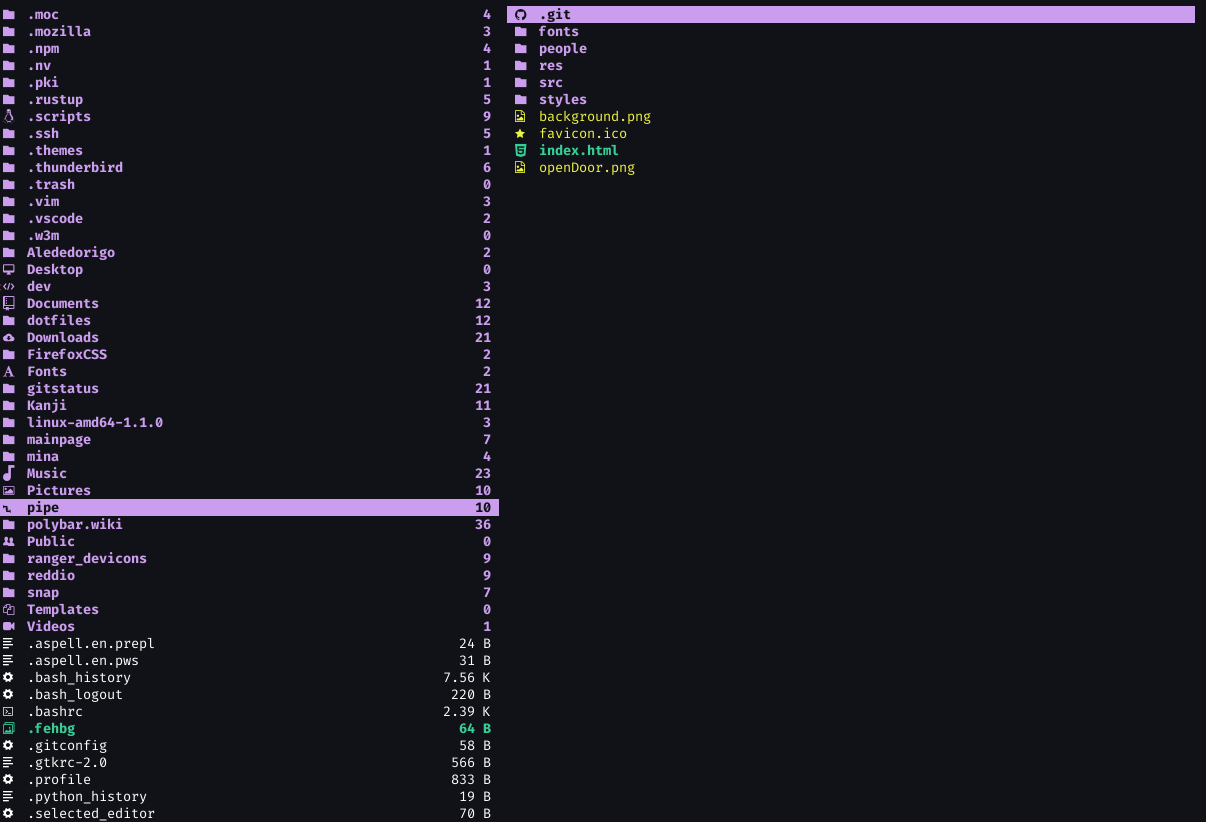 .moc 4
.mozilla 3
.npm 4
.nv 1
.pki 1
.rustup 5
.scripts 9
.ssh 5
.themes 1
.thunderbird 6
.trash 0
.vim 3
.vscode 2
.w3m 0
Alededorigo 2
Desktop 0
dev 3
Documents 12
dotfiles 12
Downloads 21
FirefoxCSS 2
Fonts 2
gitstatus 21
Kanji 11
linux-amd64-1.1.0 3
mainpage 7
mina 4
Music 23
Pictures 10
pipe 10
polybar.wiki 36
Public 0
ranger_devicons 9
reddio 9
snap 7
Templates 0
Videos 1
.aspell.en.prepl 24 B
.aspell.en.pws 31 B
.bash_history 7.56 K
.bash_logout 220 B
.bashrc 2.39 K
.fehbg 64 B
.gitconfig 58 B
.gtkrc-2.0 566 B
.profile 833 B
.python_history 19 B
.selected_editor 70 B
.git
fonts
people
res
src
styles
background.png
favicon.ico
index.html
openDoor.png